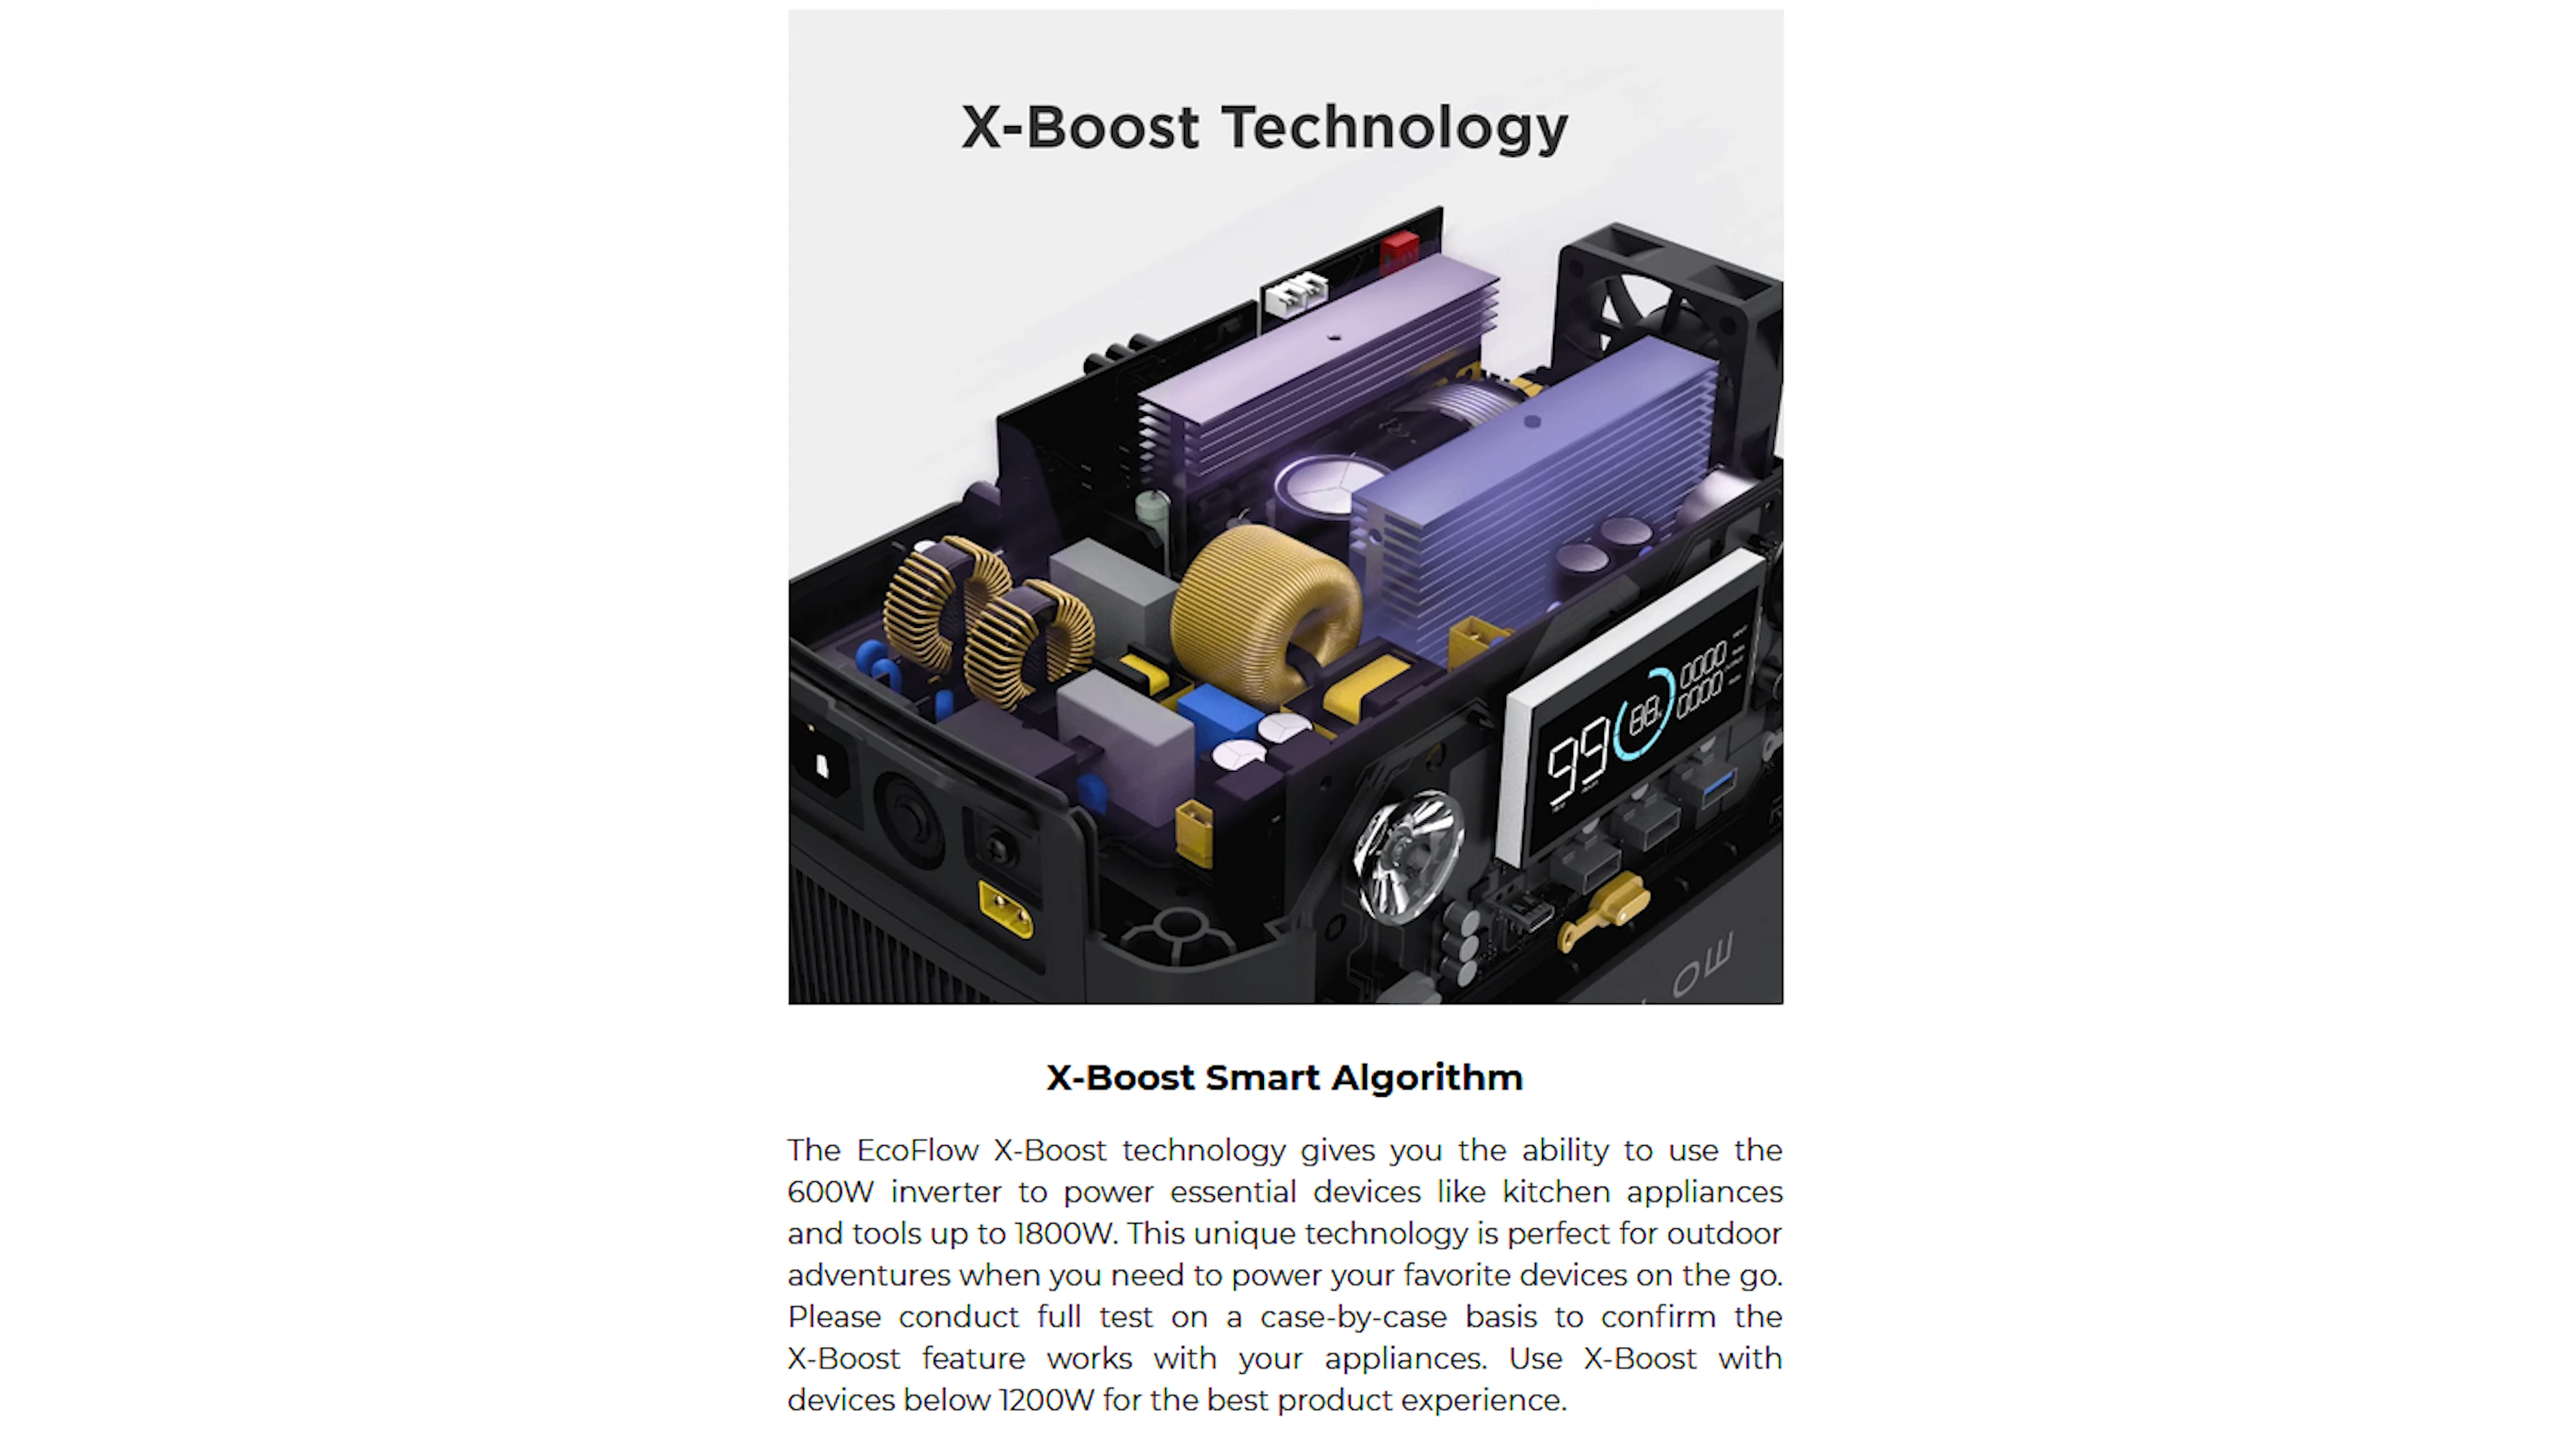 X-Boost Technology
99
88
0000
0000
OW
X-Boost Smart Algorithm
The EcoFlow X-Boost technology gives you the ability to use the
600W inverter to power essential devices like kitchen appliances
and tools up to 1800W. This unique technology is perfect for outdoor
adventures when you need to power your favorite devices on the go.
Please conduct full test on a case-by-case basis to confirm the
X-Boost feature works with your appliances. Use X-Boost with
devices below 1200W for the best product experience.